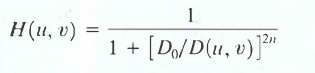 H(u, v) = 1 / (1 + [D₀/D(u, v)]²ⁿ)